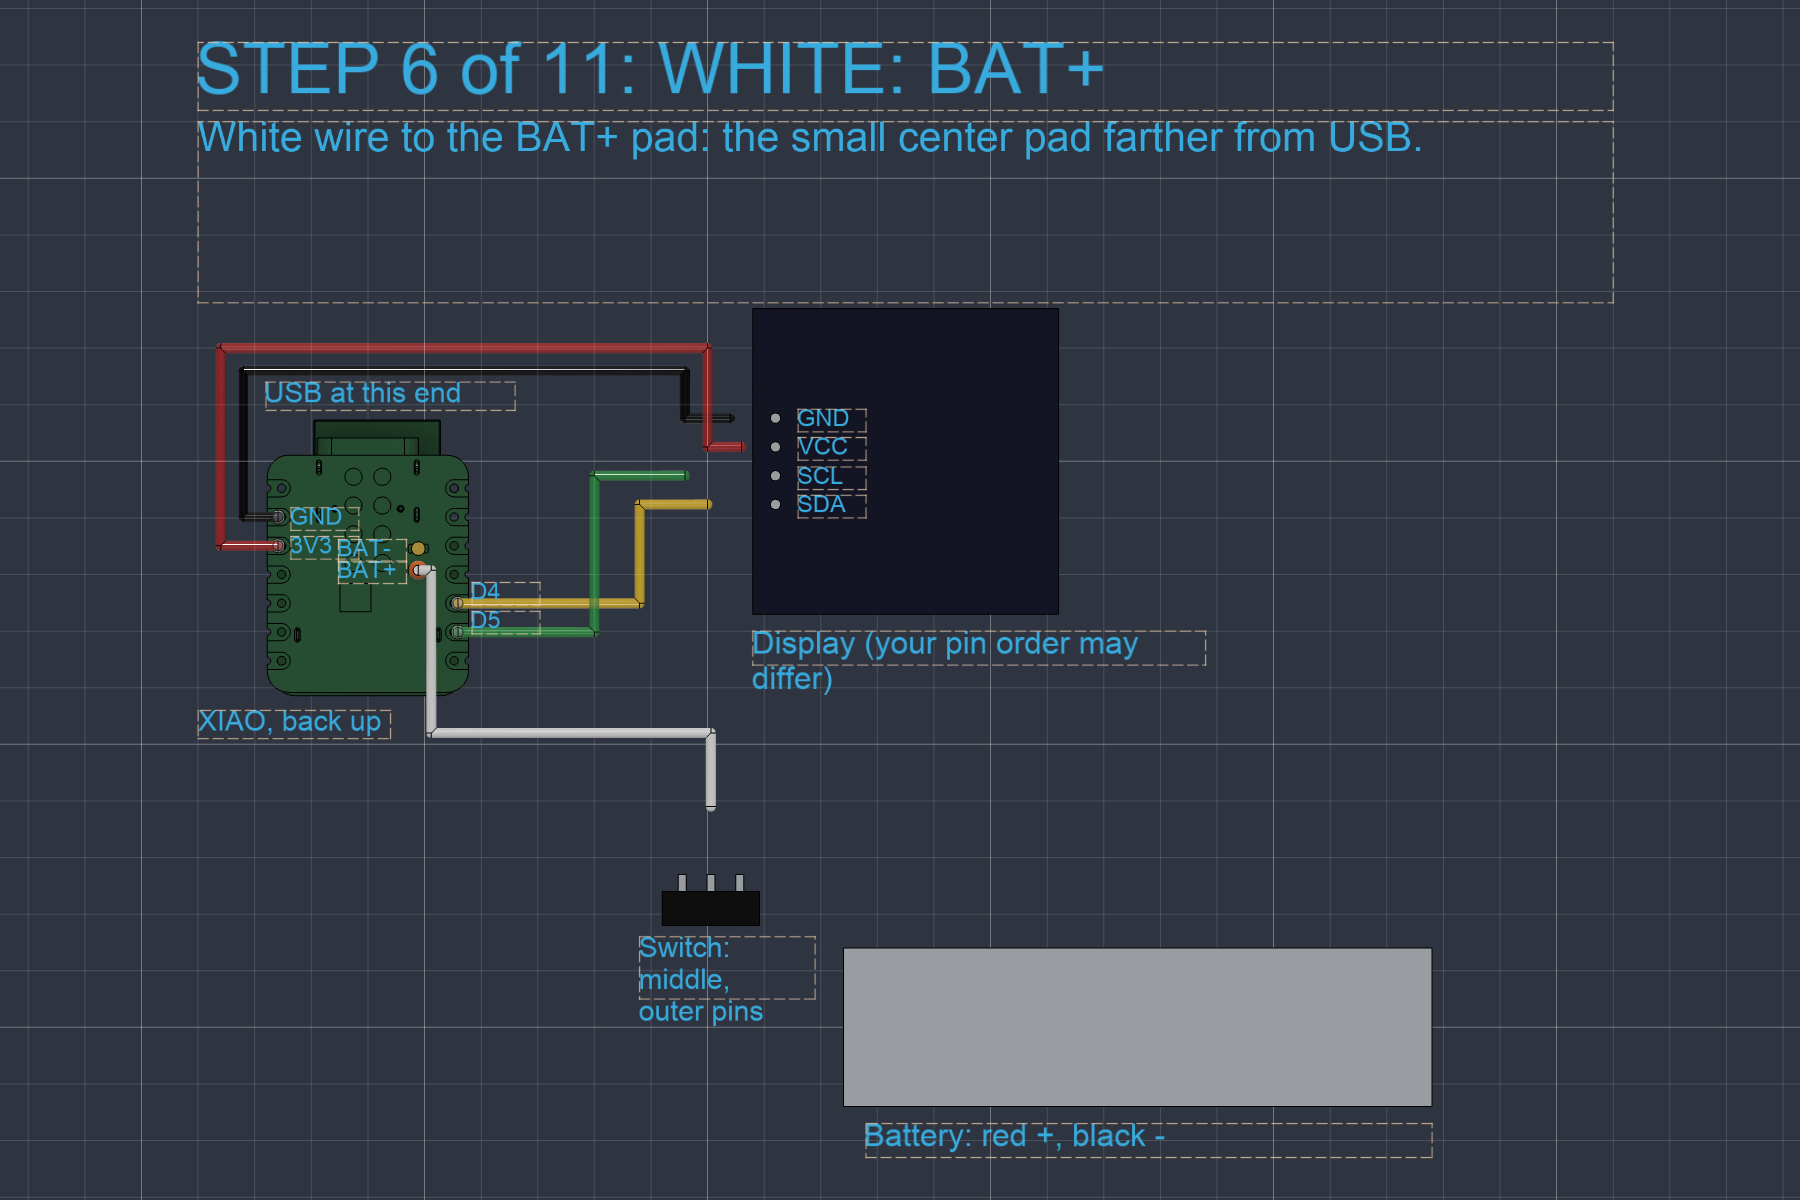 STEP 6 of 11: WHITE: BAT+
White wire to the BAT+ pad: the small center pad farther from USB.
USB at this end
GND
3V3
BAT-
BAT+
D4
D5
XIAO, back up
GND
VCC
SCL
SDA
Display (your pin order may
differ)
Switch:
middle,
outer pins
Battery: red +, black -